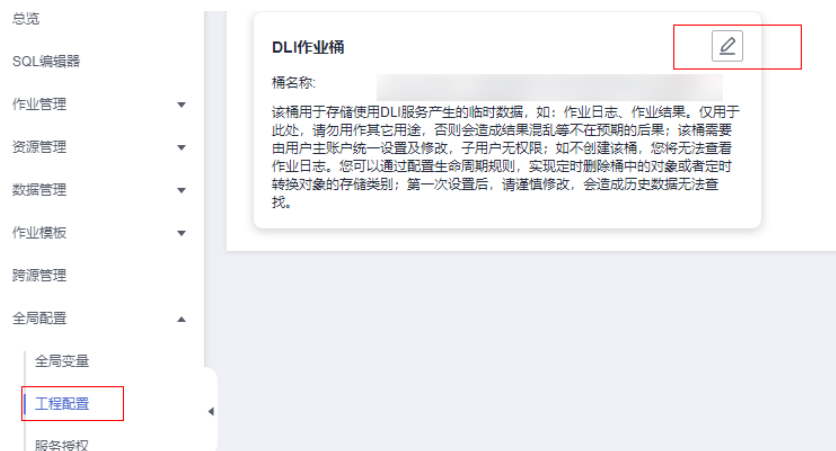 总览
SQL编辑器
作业管理
资源管理
数据管理
作业模板
跨源管理
全局配置
全局变量
工程配置
服务授权
DLI作业桶
桶名称:
该桶用于存储使用DLI服务产生的临时数据，如：作业日志、作业结果。仅用于
此处，请勿用作其它用途，否则会造成结果混乱等不在预期的后果；该桶需要
由用户主账户统一设置及修改，子用户无权限；如不创建该桶，您将无法查看
作业日志。您可以通过配置生命周期规则，实现定时删除桶中的对象或者定时
转换对象的存储类别；第一次设置后，请谨慎修改，会造成历史数据无法查
找。